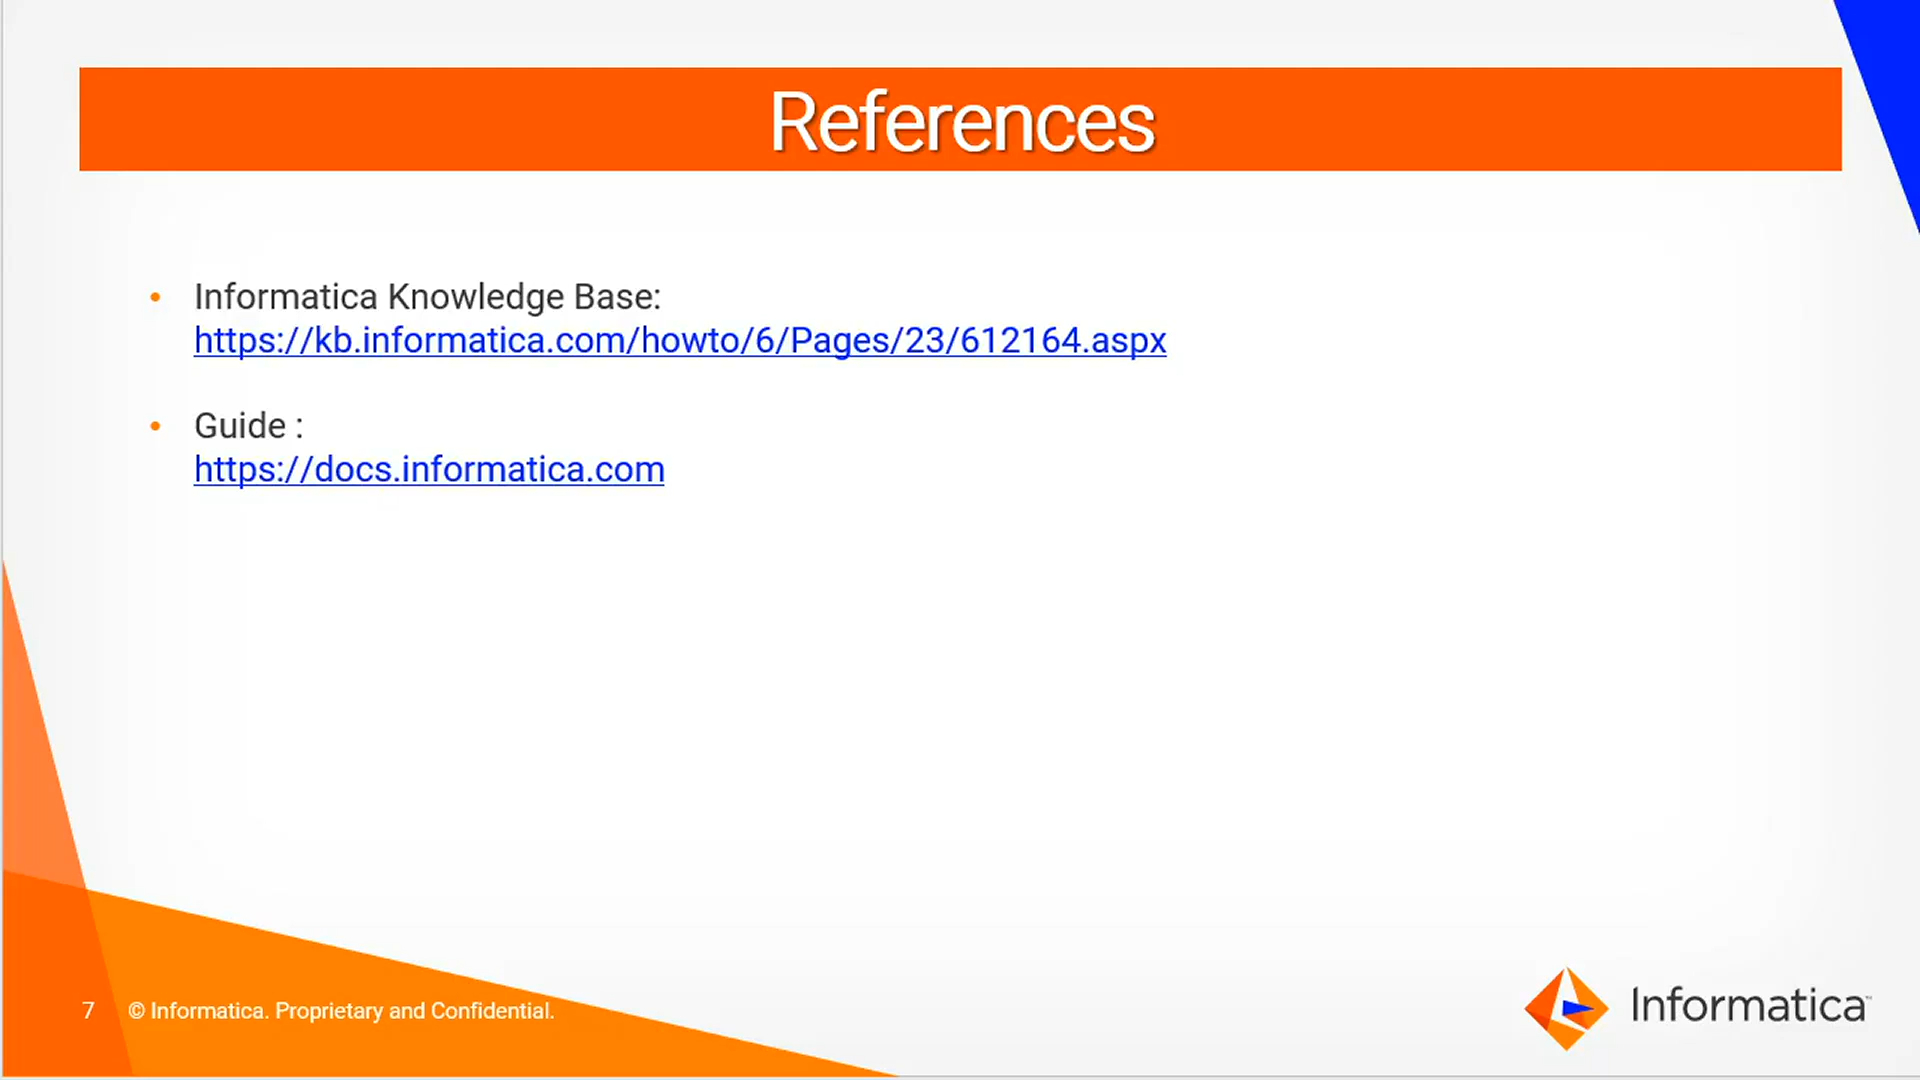 References
• Informatica Knowledge Base:
https://kb.informatica.com/howto/6/Pages/23/612164.aspx
• Guide :
https://docs.informatica.com
7 © Informatica. Proprietary and Confidential.
Informatica™